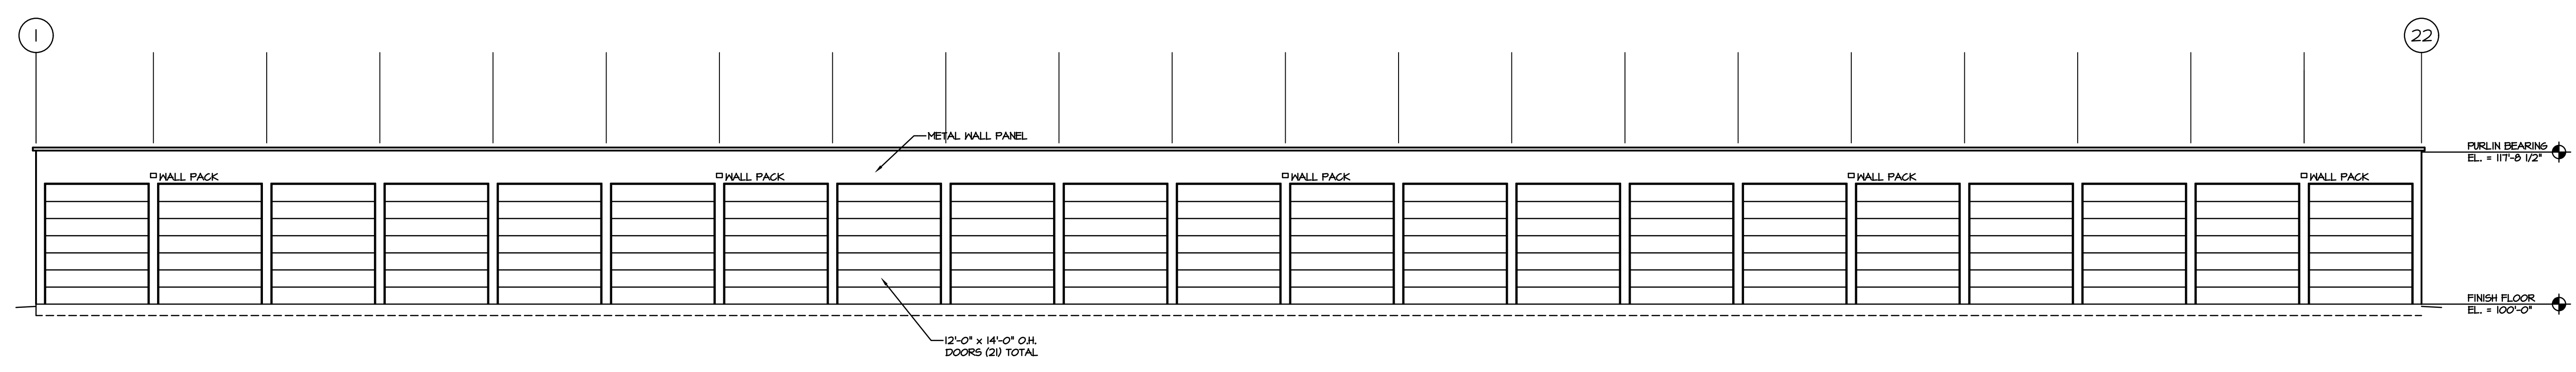 1
22
METAL WALL PANEL
PURLIN BEARING
EL. = 117'-8 1/2"
WALL PACK
WALL PACK
WALL PACK
WALL PACK
WALL PACK
FINISH FLOOR
EL. = 100'-0"
12'-0" x 14'-0" O.H.
DOORS (21) TOTAL